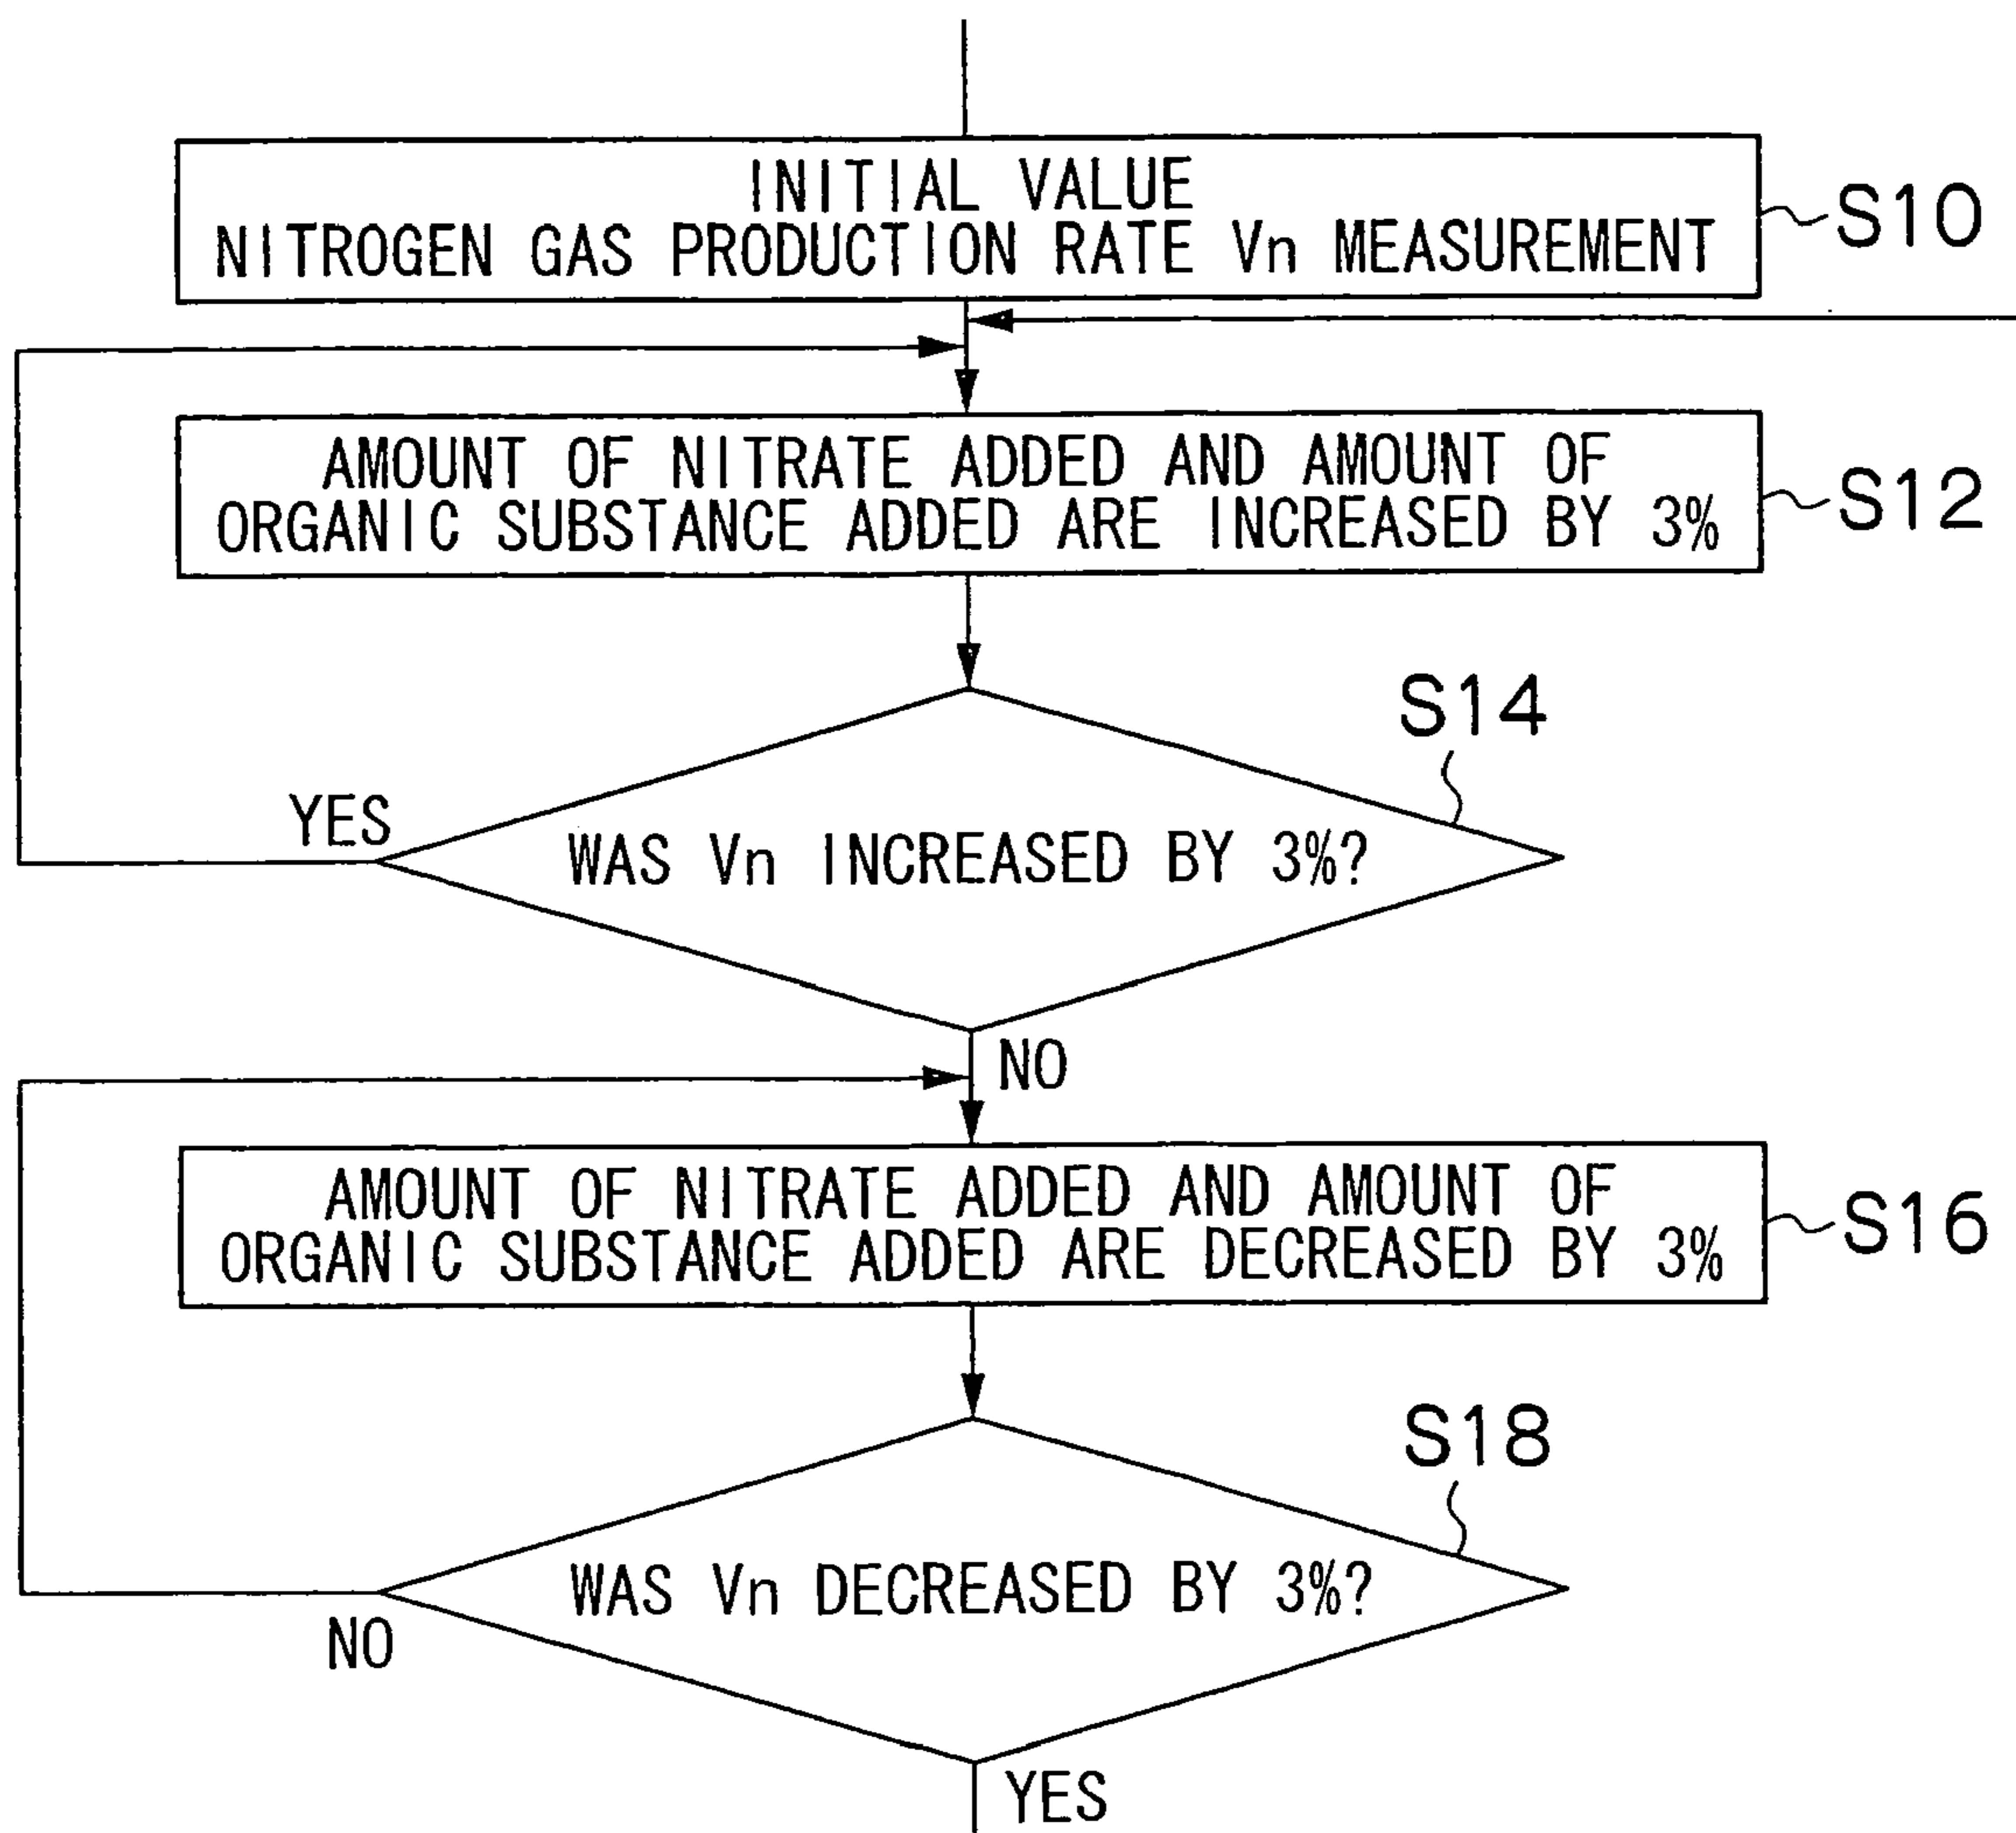 INITIAL VALUE
NITROGEN GAS PRODUCTION RATE Vn MEASUREMENT
S10
AMOUNT OF NITRATE ADDED AND AMOUNT OF
ORGANIC SUBSTANCE ADDED ARE INCREASED BY 3%
S12
S14
YES
WAS Vn INCREASED BY 3%?
NO
AMOUNT OF NITRATE ADDED AND AMOUNT OF
ORGANIC SUBSTANCE ADDED ARE DECREASED BY 3%
S16
S18
WAS Vn DECREASED BY 3%?
NO
YES